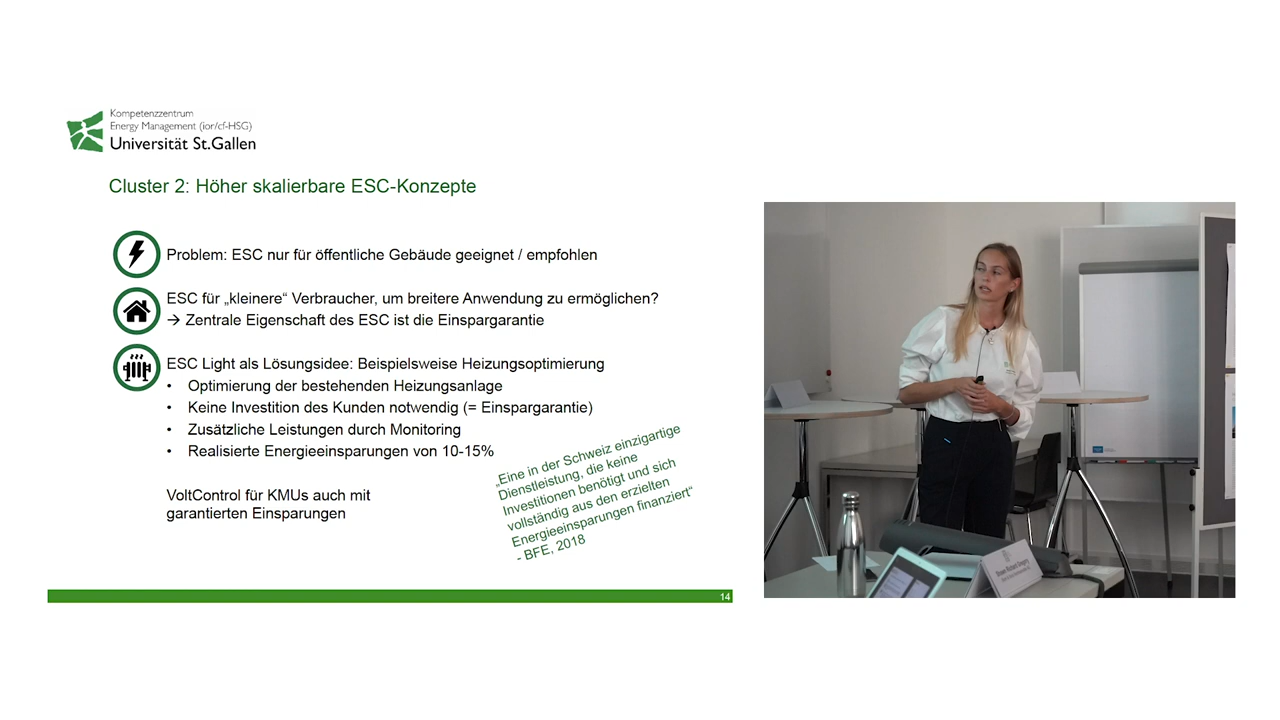 Kompetenzzentrum
Energy Management (ior/cf-HSG)
Universität St.Gallen
Cluster 2: Höher skalierbare ESC-Konzepte
Problem: ESC nur für öffentliche Gebäude geeignet / empfohlen
ESC für „kleinere“ Verbraucher, um breitere Anwendung zu ermöglichen?
→ Zentrale Eigenschaft des ESC ist die Einspargarantie
ESC Light als Lösungsidee: Beispielsweise Heizungsoptimierung
• Optimierung der bestehenden Heizungsanlage
• Keine Investition des Kunden notwendig (= Einspargarantie)
• Zusätzliche Leistungen durch Monitoring
• Realisierte Energieeinsparungen von 10-15%
„Eine in der Schweiz einzigartige
Dienstleistung, die keine
Investitionen benötigt und sich
vollständig aus den erzielten
Energieeinsparungen finanziert“
- BFE, 2018
VoltControl für KMUs auch mit
garantierten Einsparungen
14